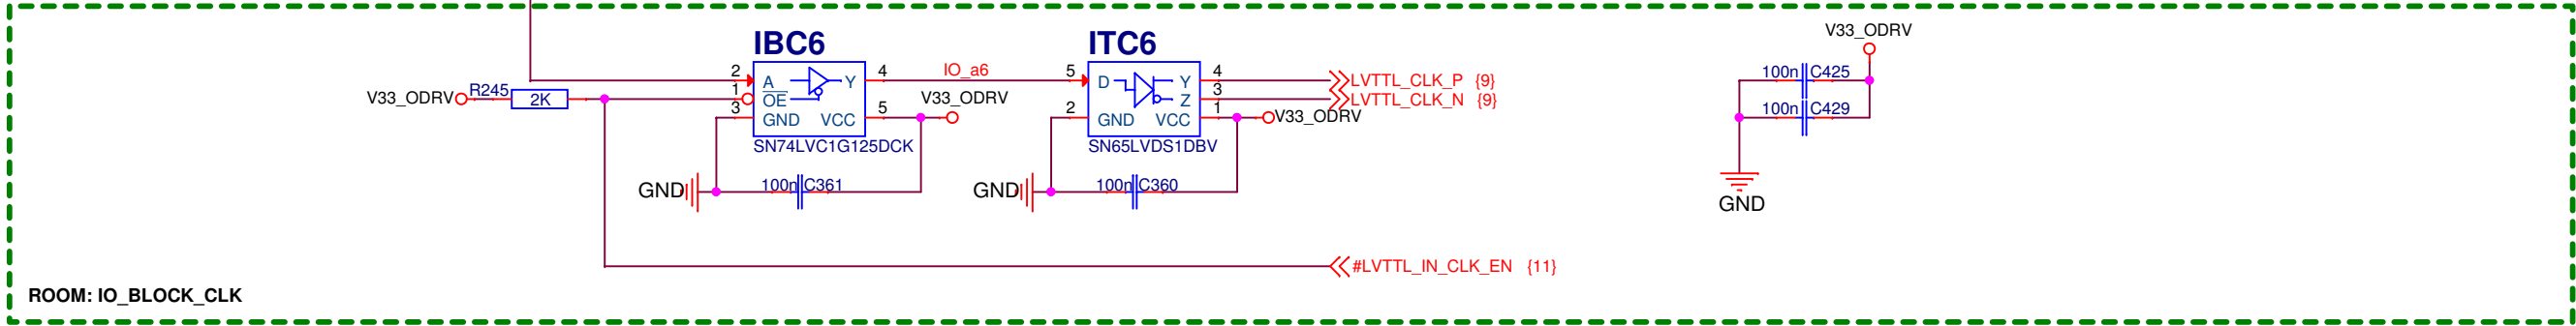 V33_ODRV
IBC6
ITC6
2 A Y 4
IO_a6
5 D Y 4
LVTTL_CLK_P {9}
100n C425
V33_ODRV R245 2K
1 OE
V33_ODRV
Z 3
LVTTL_CLK_N {9}
3 GND VCC 5
2 GND VCC 1
V33_ODRV
100n C429
SN74LVC1G125DCK
SN65LVDS1DBV
GND 100n C361
GND 100n C360
GND
#LVTTL_IN_CLK_EN {11}
ROOM: IO_BLOCK_CLK